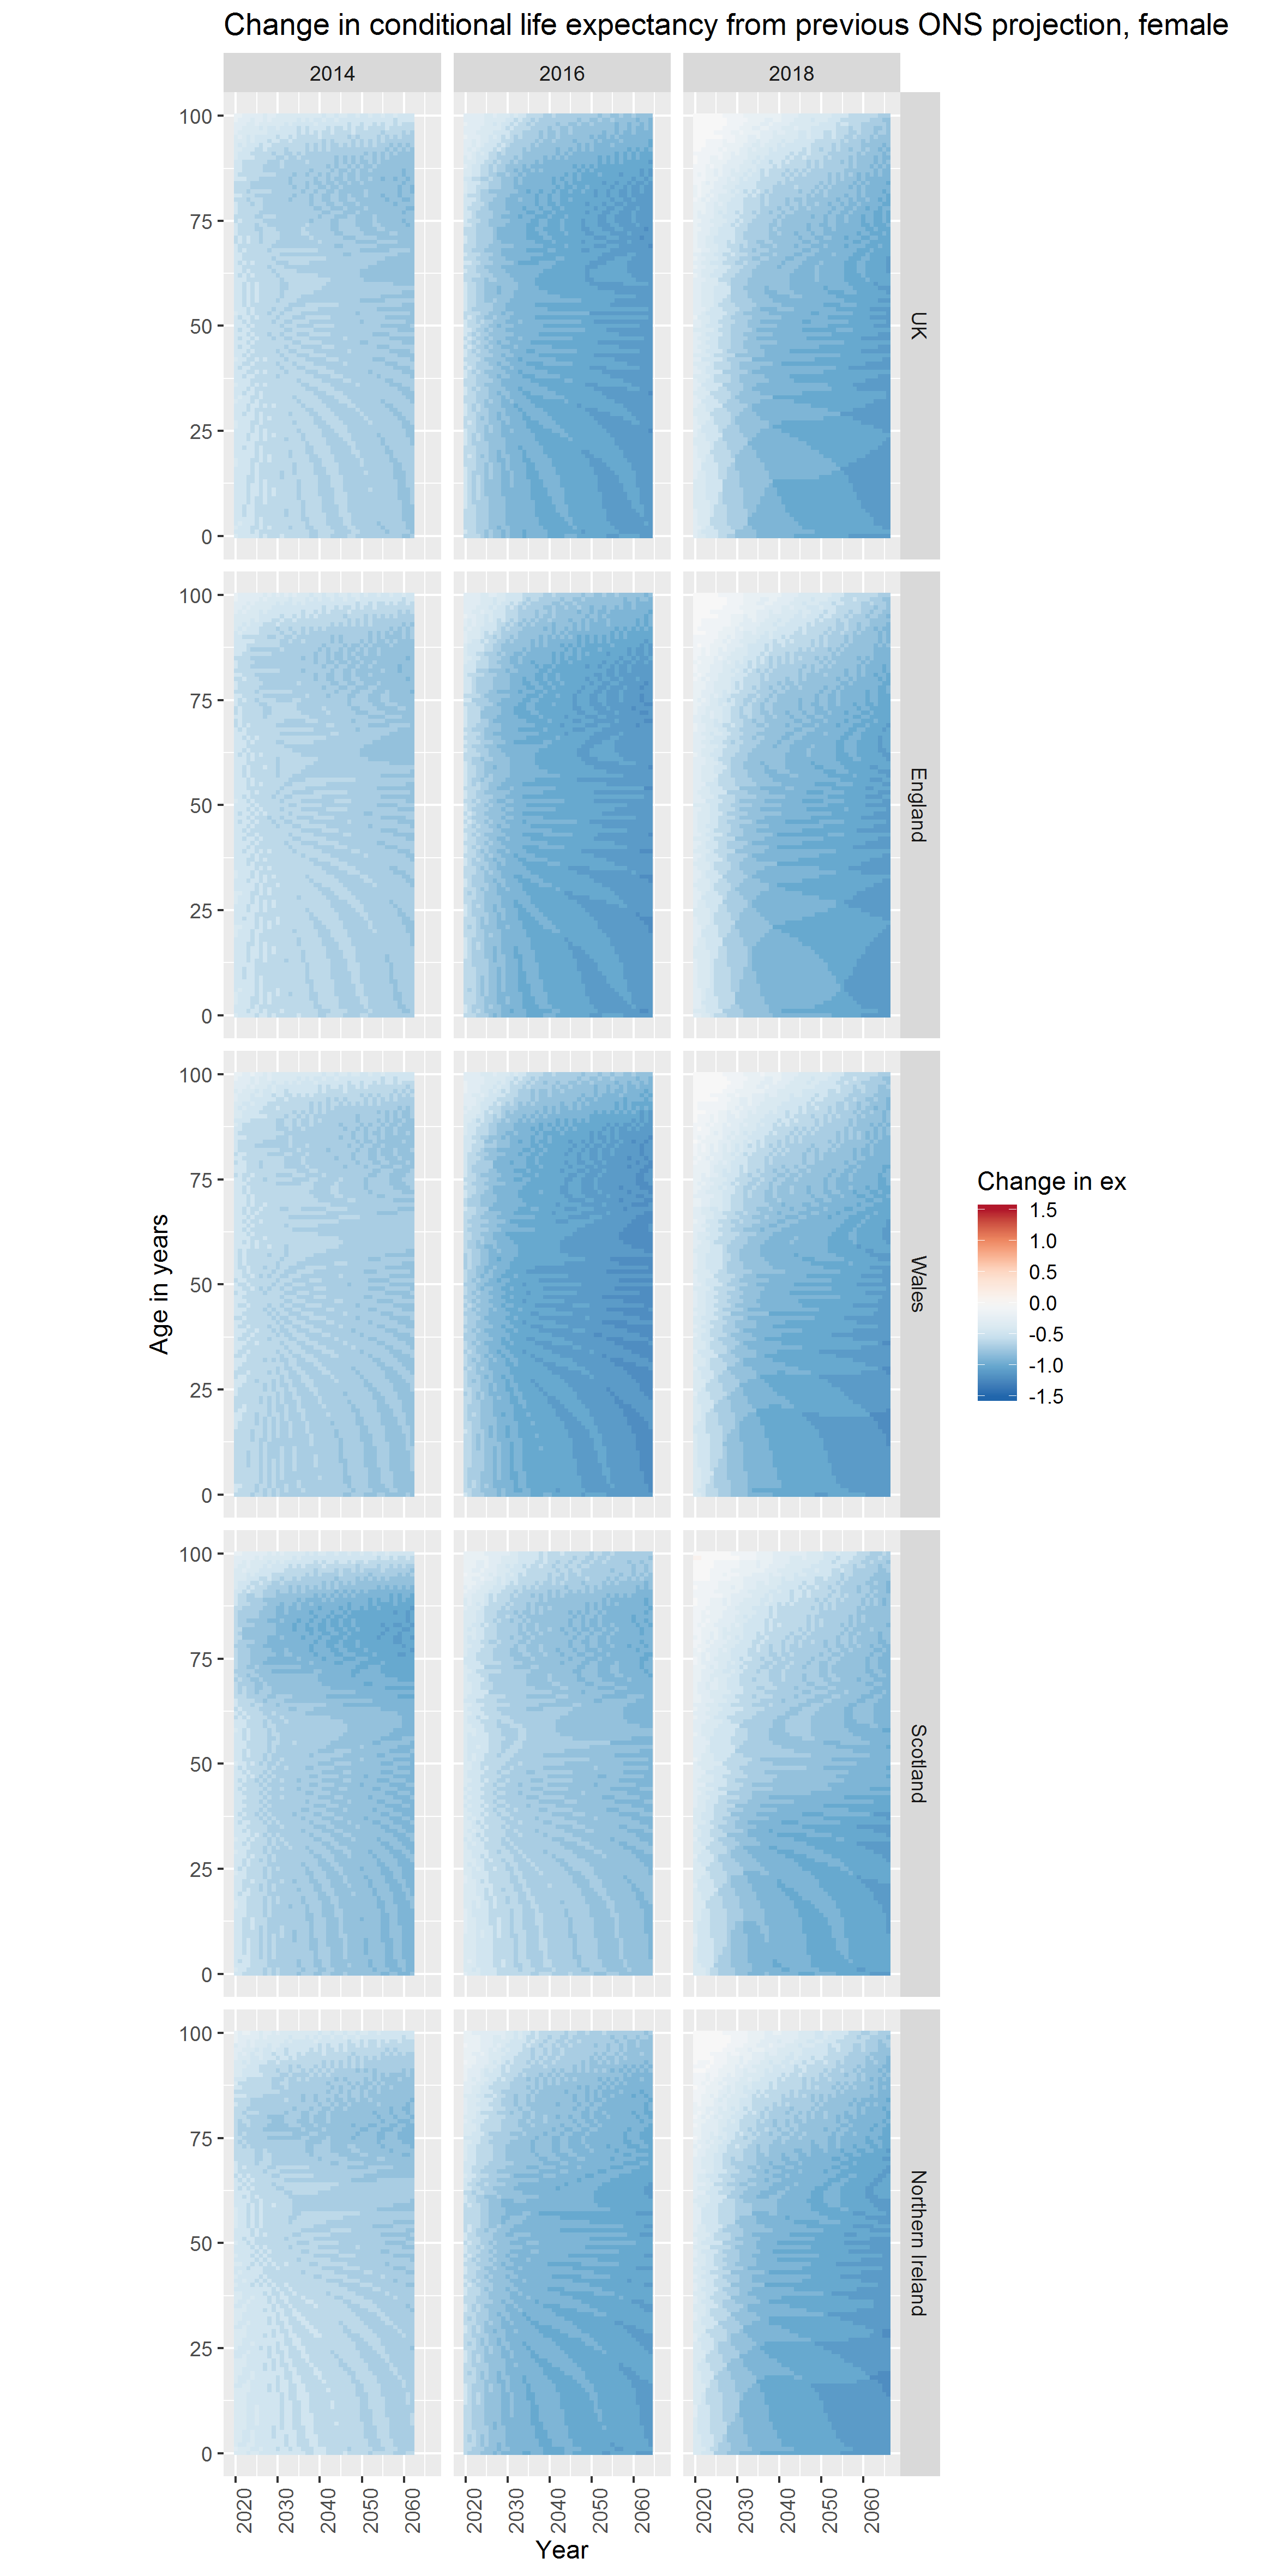 Change in conditional life expectancy from previous ONS projection, female
2014 2016 2018
100
75
50
25
0
UK
100
75
50
25
0
England
100
75
50
25
0
Wales
100
75
50
25
0
Scotland
100
75
50
25
0
Northern Ireland
Age in years
2020 2030 2040 2050 2060 2020 2030 2040 2050 2060 2020 2030 2040 2050 2060
Year
Change in ex
1.5
1.0
0.5
0.0
-0.5
-1.0
-1.5